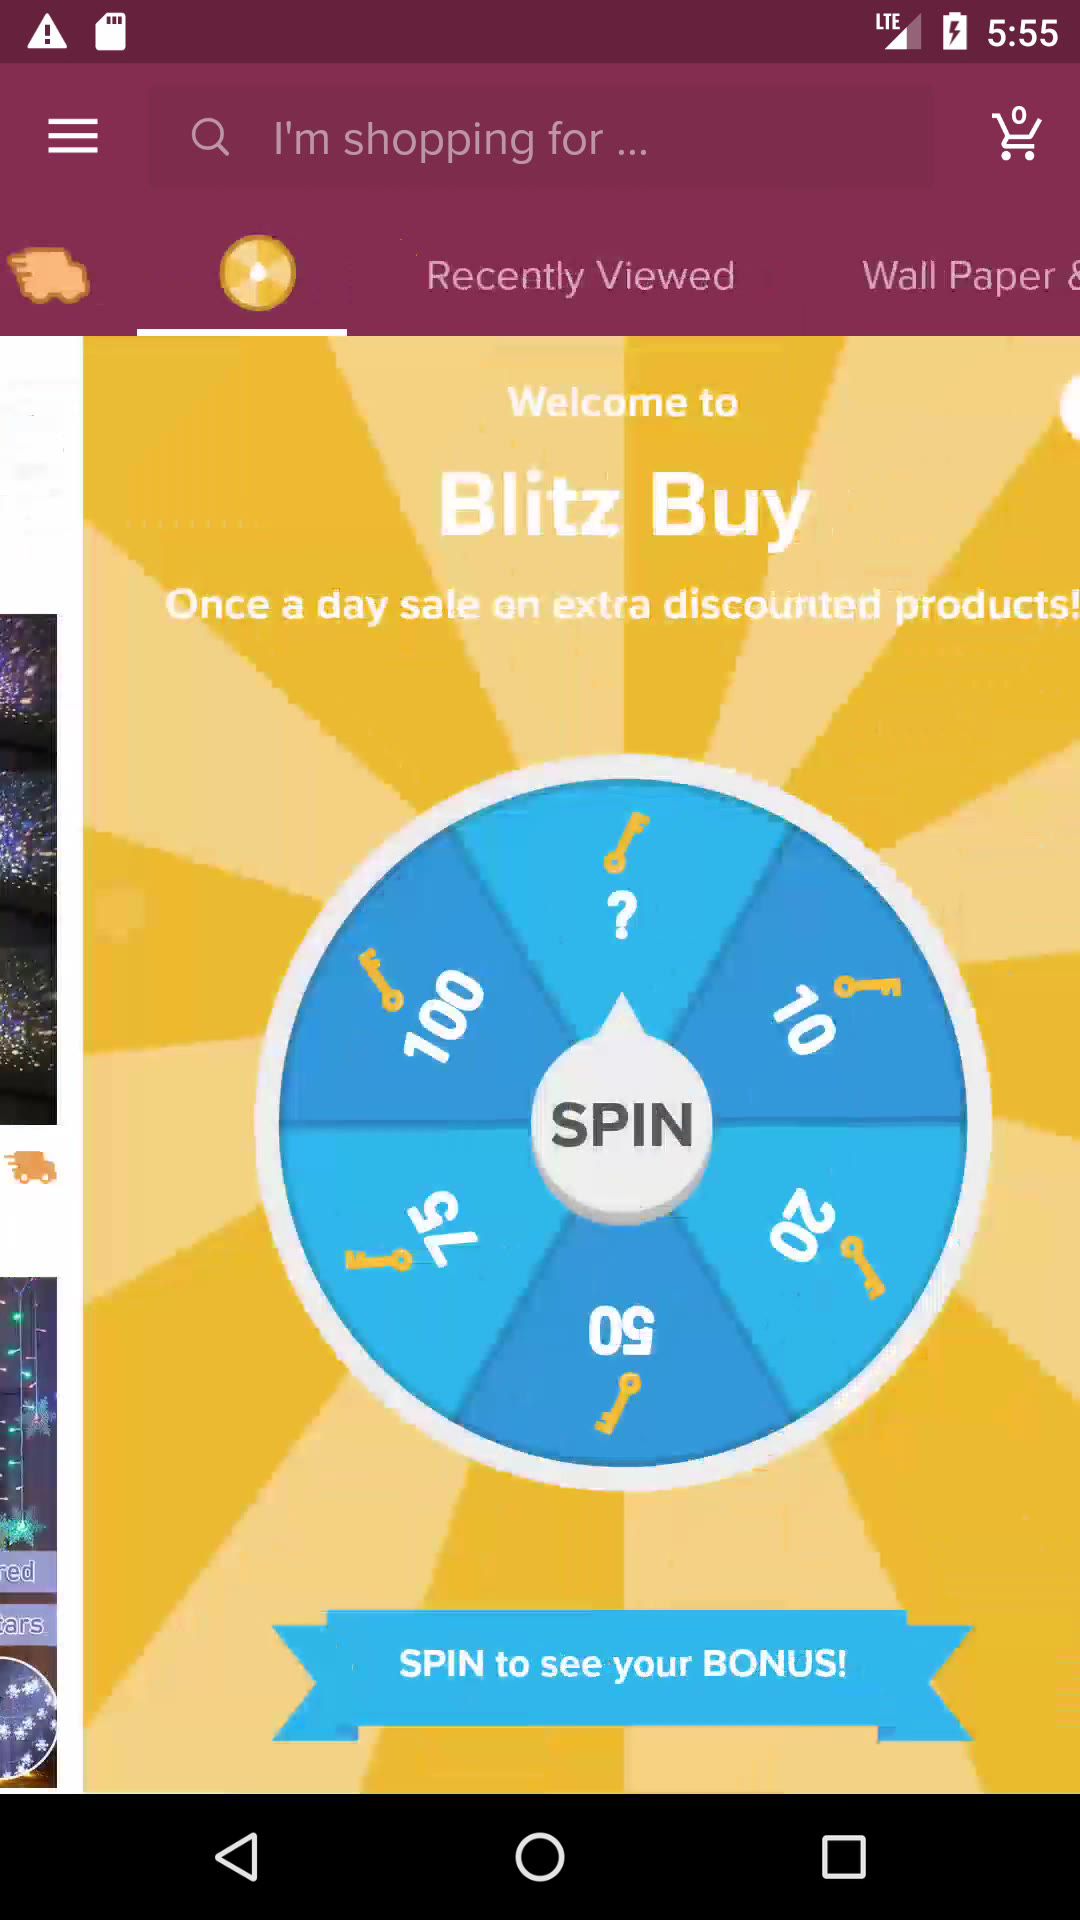 LTE 5:55
I'm shopping for ...
0
Recently Viewed
Wall Paper &
Welcome to
Blitz Buy
Once a day sale on extra discounted products!
?
100
10
SPIN
75
20
50
red
tars
SPIN to see your BONUS!